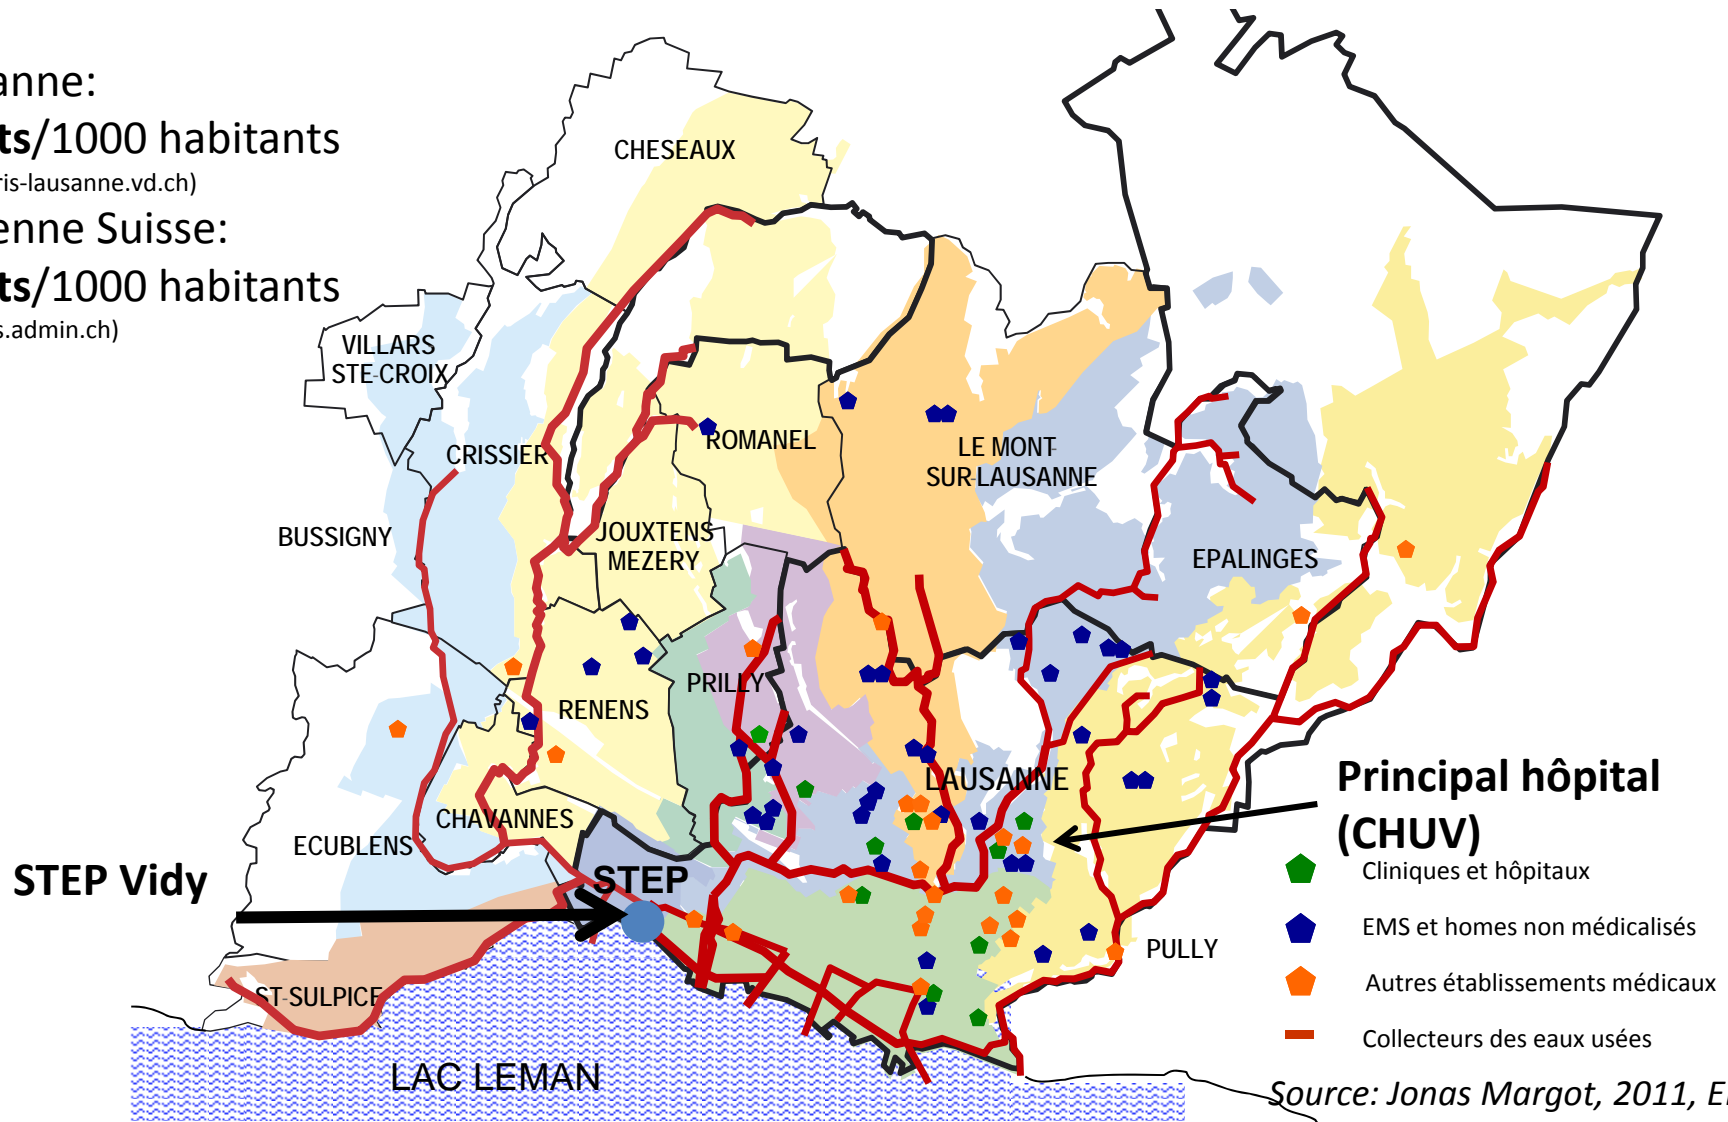 anne:
ts/1000 habitants
ris-lausanne.vd.ch)
enne Suisse:
ts/1000 habitants
s.admin.ch)
CHESEAUX
VILLARS
STE-CROIX
CRISSIER
ROMANEL
LE MONT-
SUR-LAUSANNE
BUSSIGNY
JOUXTENS
MEZERY
EPALINGES
PRILLY
RENENS
LAUSANNE
Principal hôpital
(CHUV)
CHAVANNES
ECUBLENS
STEP Vidy
STEP
Cliniques et hôpitaux
EMS et homes non médicalisés
PULLY
Autres établissements médicaux
ST-SULPICE
Collecteurs des eaux usées
LAC LEMAN
Source: Jonas Margot, 2011, E